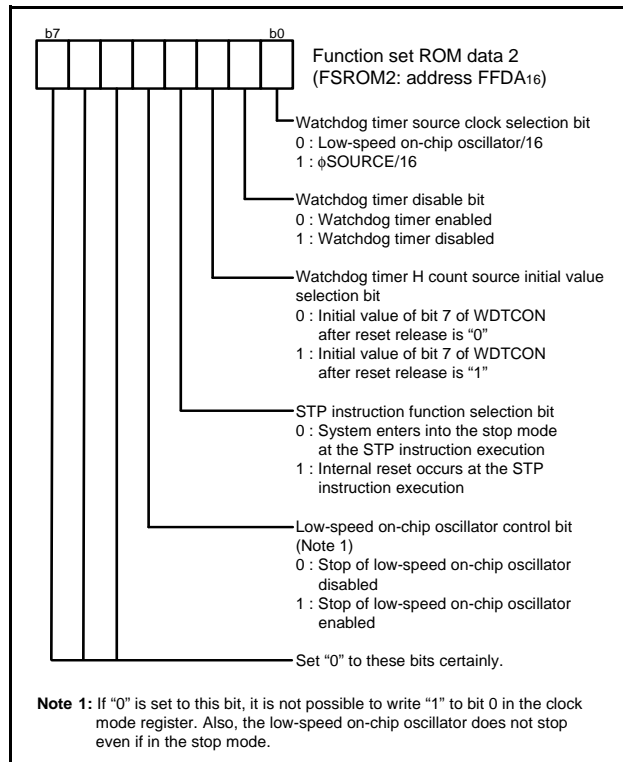 b7 b0
Function set ROM data 2
(FSROM2: address FFDA16)
Watchdog timer source clock selection bit
0 : Low-speed on-chip oscillator/16
1 : ϕSOURCE/16
Watchdog timer disable bit
0 : Watchdog timer enabled
1 : Watchdog timer disabled
Watchdog timer H count source initial value
selection bit
0 : Initial value of bit 7 of WDTCON
after reset release is “0”
1 : Initial value of bit 7 of WDTCON
after reset release is “1”
STP instruction function selection bit
0 : System enters into the stop mode
at the STP instruction execution
1 : Internal reset occurs at the STP
instruction execution
Low-speed on-chip oscillator control bit
(Note 1)
0 : Stop of low-speed on-chip oscillator
disabled
1 : Stop of low-speed on-chip oscillator
enabled
Set “0” to these bits certainly.
Note 1: If “0” is set to this bit, it is not possible to write “1” to bit 0 in the clock
mode register. Also, the low-speed on-chip oscillator does not stop
even if in the stop mode.